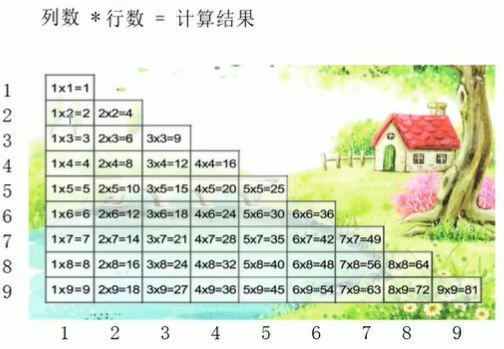 列数 *行数 = 计算结果
1 1x1=1
2 1x2=2 2x2=4
3 1x3=3 2x3=6 3x3=9
4 1x4=4 2x4=8 3x4=12 4x4=16
5 1x5=5 2x5=10 3x5=15 4x5=20 5x5=25
6 1x6=6 2x6=12 3x6=18 4x6=24 5x6=30 6x6=36
7 1x7=7 2x7=14 3x7=21 4x7=28 5x7=35 6x7=42 7x7=49
8 1x8=8 2x8=16 3x8=24 4x8=32 5x8=40 6x8=48 7x8=56 8x8=64
9 1x9=9 2x9=18 3x9=27 4x9=36 5x9=45 6x9=54 7x9=63 8x9=72 9x9=81
1 2 3 4 5 6 7 8 9